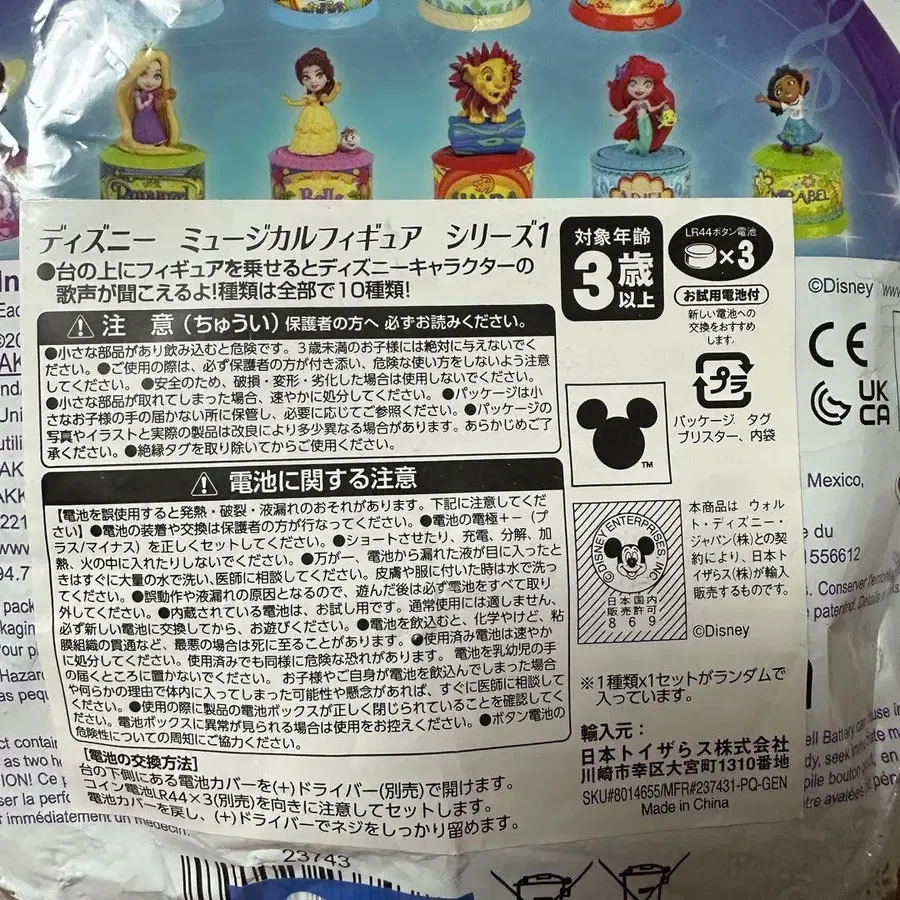 Rapunzel
Belle
SIMBA
ARIEL
MIRABEL
ディズニー ミュージカルフィギュア シリーズ1
●台の上にフィギュアを乗せるとディズニーキャラクターの
歌声が聞こえるよ!種類は全部で10種類!
⚠注 意(ちゅうい)保護者の方へ 必ずお読みください。
●小さな部品があり飲み込むと危険です。3歳未満のお子様には絶対に与えないでく
ださい。●ご使用の際は、必ず保護者の方が付き添い、危険な使い方をしないよう注意
してください。●安全のため、破損・変形・劣化した場合は使用しないでください。
●小さな部品が取れてしまった場合、速やかに処分してください。●パッケージは小
さなお子様の手の届かない所に保管し、必要に応じてご参照ください。●パッケージの
写真やイラストと実際の製品は改良により多少異なる場合があります。あらかじめご了
承ください。●絶縁タグを取り除いてからご使用ください。
⚠電池に関する注意
【電池を誤使用すると発熱・破裂・液漏れのおそれがあります。下記に注意してくだ
さい】●電池の装着や交換は保護者の方が行なってください。●電池の電極+-(プ
ラス/マイナス)を正しくセットしてください。●ショートさせたり、充電、分解、加
熱、火の中に入れたりしないでください。●万が一、電池から漏れた液が目に入ったと
きはすぐに大量の水で洗い、医師に相談してください。皮膚や服に付いた時は水で洗っ
てください。●誤動作や液漏れの原因となるので、遊んだ後は必ず電池をすべて取り
外してください。●内蔵されている電池は、お試し用です。通常使用には適しません、
必ず新しい電池に交換してから、お遊びください。●電池を飲み込むと、化学やけど、粘
膜組織の貫通など、最悪の場合は死に至ることがあります。●使用済み電池は速やか
に処分してください。使用済みでも同様に危険な恐れがあります。電池を乳幼児の手
の届くところに置かないでください。お子様やご自身が電池を飲み込んでしまった場合
や何らかの理由で体内に入ってしまった可能性や懸念があれば、すぐに医師に相談して
ください。●使用の際に製品の電池ボックスが正しく閉じられていることを確認してく
ださい。電池ボックスに異常が見られる場合は使用をお控えください。●ボタン電池の
危険性についての周知にご協力ください。
【電池の交換方法】
台の下側にある電池カバーを(+)ドライバー(別売)で開けます。
コイン電池LR44×3(別売)を向きに注意してセットします。
電池カバーを戻し、(+)ドライバーでネジをしっかり留めます。
対象年齢
3歳
以上
LR44ボタン電池
×3
お試用電池付
新しい電池への
交換をおすすめ
します。
プラ
パッケージ タグ
ブリスター、内袋
TM
©DISNEY ENTERPRISES INC.
日本国内
販売許可
869
本商品は ウォル
ト・ディズニー・
ジャパン(株)との
契約により、日本ト
イザらス(株)が輸入
販売するものです。
©Disney
※1種類x1セットがランダムで
入っています。
輸入元:
日本トイザらス株式会社
川崎市幸区大宮町1310番地
SKU#8014655/MFR#237431-PQ-GEN
Made in China
©Disney
CE
UK
CA
Mexico,
e du
1556612
immédiatement un médecin.
23743